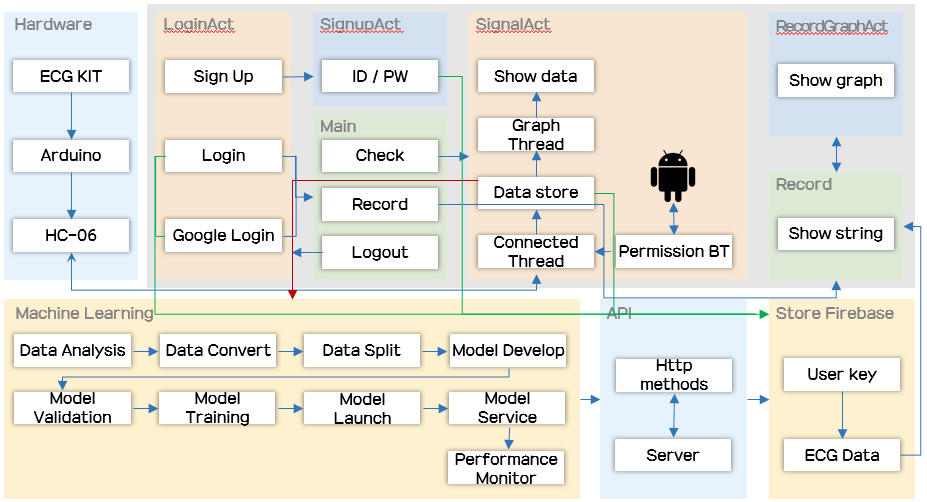 Hardware
ECG KIT
Arduino
HC-06
LoginAct
Sign Up
Login
Google Login
SignupAct
ID / PW
Main
Check
Record
Logout
SignalAct
Show data
Graph
Thread
Data store
Connected
Thread
Permission BT
RecordGraphAct
Show graph
Record
Show string
Machine Learning
Data Analysis
Data Convert
Data Split
Model Develop
Model
Validation
Model
Training
Model
Launch
Model
Service
Performance
Monitor
API
Http
methods
Server
Store Firebase
User key
ECG Data